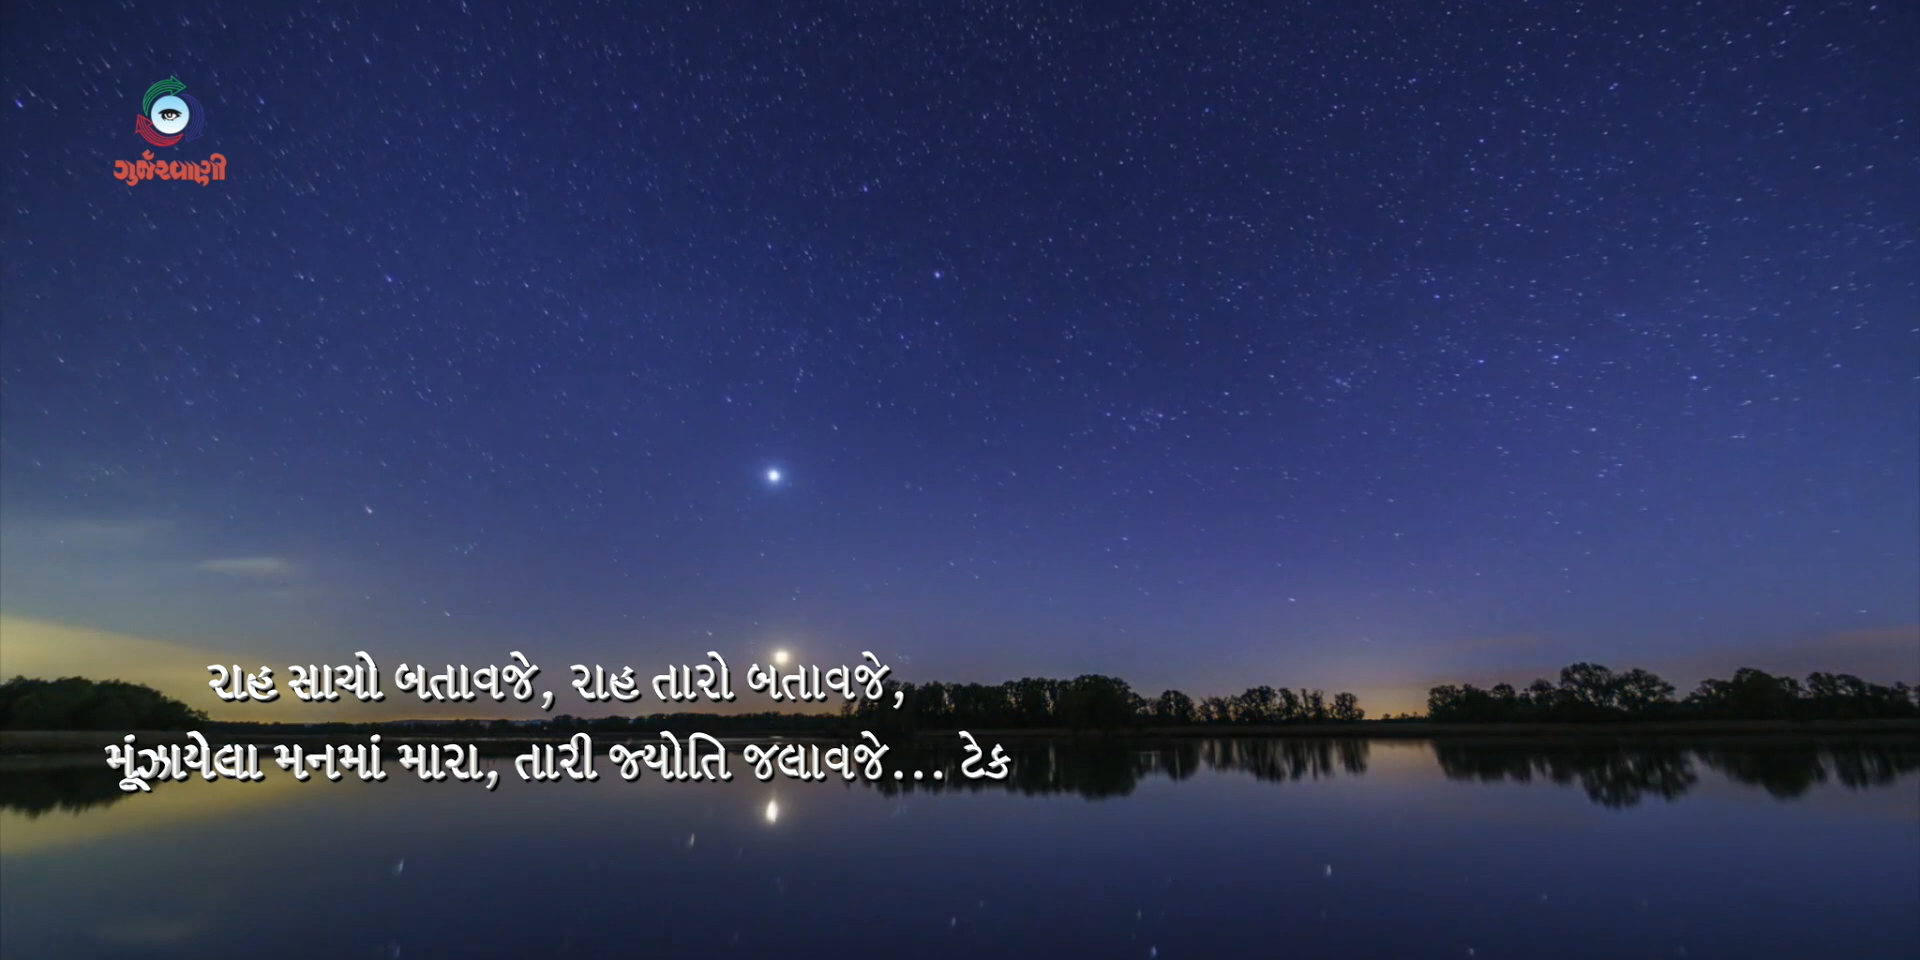 ગુર્જરવાણી
રાહ સાચો બતાવજે, રાહ તારો બતાવજે,
મૂંઝાયેલા મનમાં મારા, તારી જ્યોતિ જલાવજે... ટેક